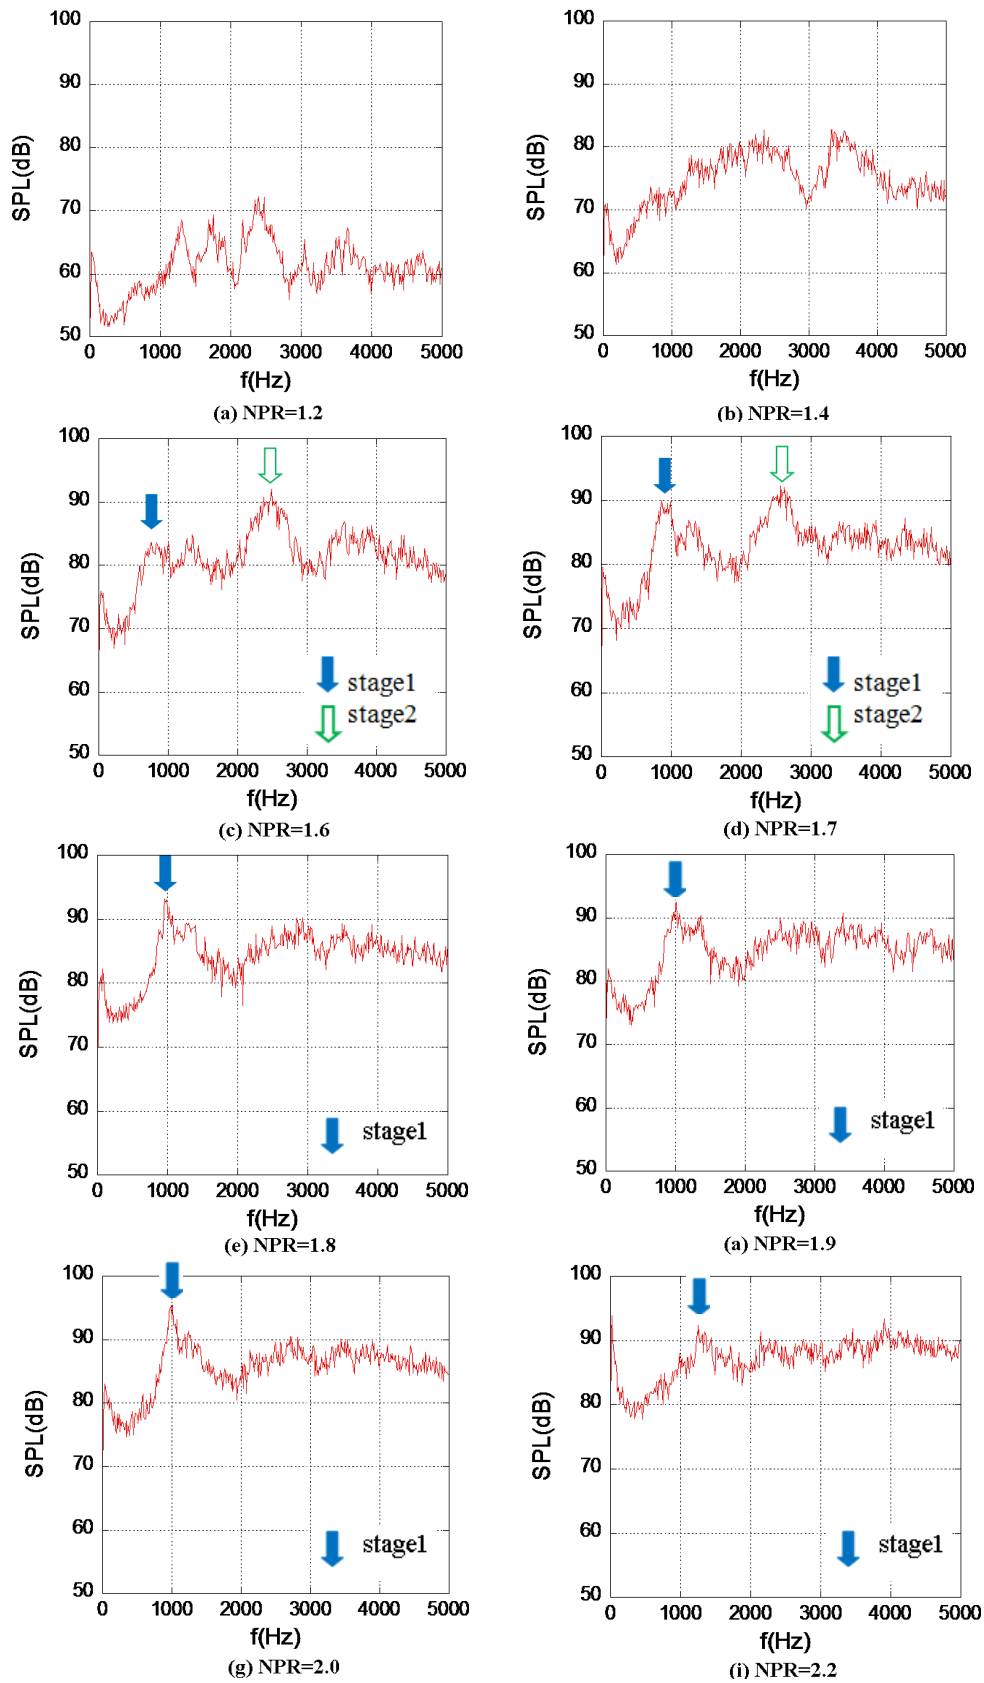 100
90
80
70
60
50
SPL(dB)
0 1000 2000 3000 4000 5000
f(Hz)
(a) NPR=1.2
100
90
80
70
60
50
SPL(dB)
0 1000 2000 3000 4000 5000
f(Hz)
(b) NPR=1.4
100
90
80
70
60
50
SPL(dB)
stage1
stage2
0 1000 2000 3000 4000 5000
f(Hz)
(c) NPR=1.6
100
90
80
70
60
50
SPL(dB)
stage1
stage2
0 1000 2000 3000 4000 5000
f(Hz)
(d) NPR=1.7
100
90
80
70
60
50
SPL(dB)
stage1
0 1000 2000 3000 4000 5000
f(Hz)
(e) NPR=1.8
100
90
80
70
60
50
SPL(dB)
stage1
0 1000 2000 3000 4000 5000
f(Hz)
(a) NPR=1.9
100
90
80
70
60
50
SPL(dB)
stage1
0 1000 2000 3000 4000 5000
f(Hz)
(g) NPR=2.0
100
90
80
70
60
50
SPL(dB)
stage1
0 1000 2000 3000 4000 5000
f(Hz)
(i) NPR=2.2